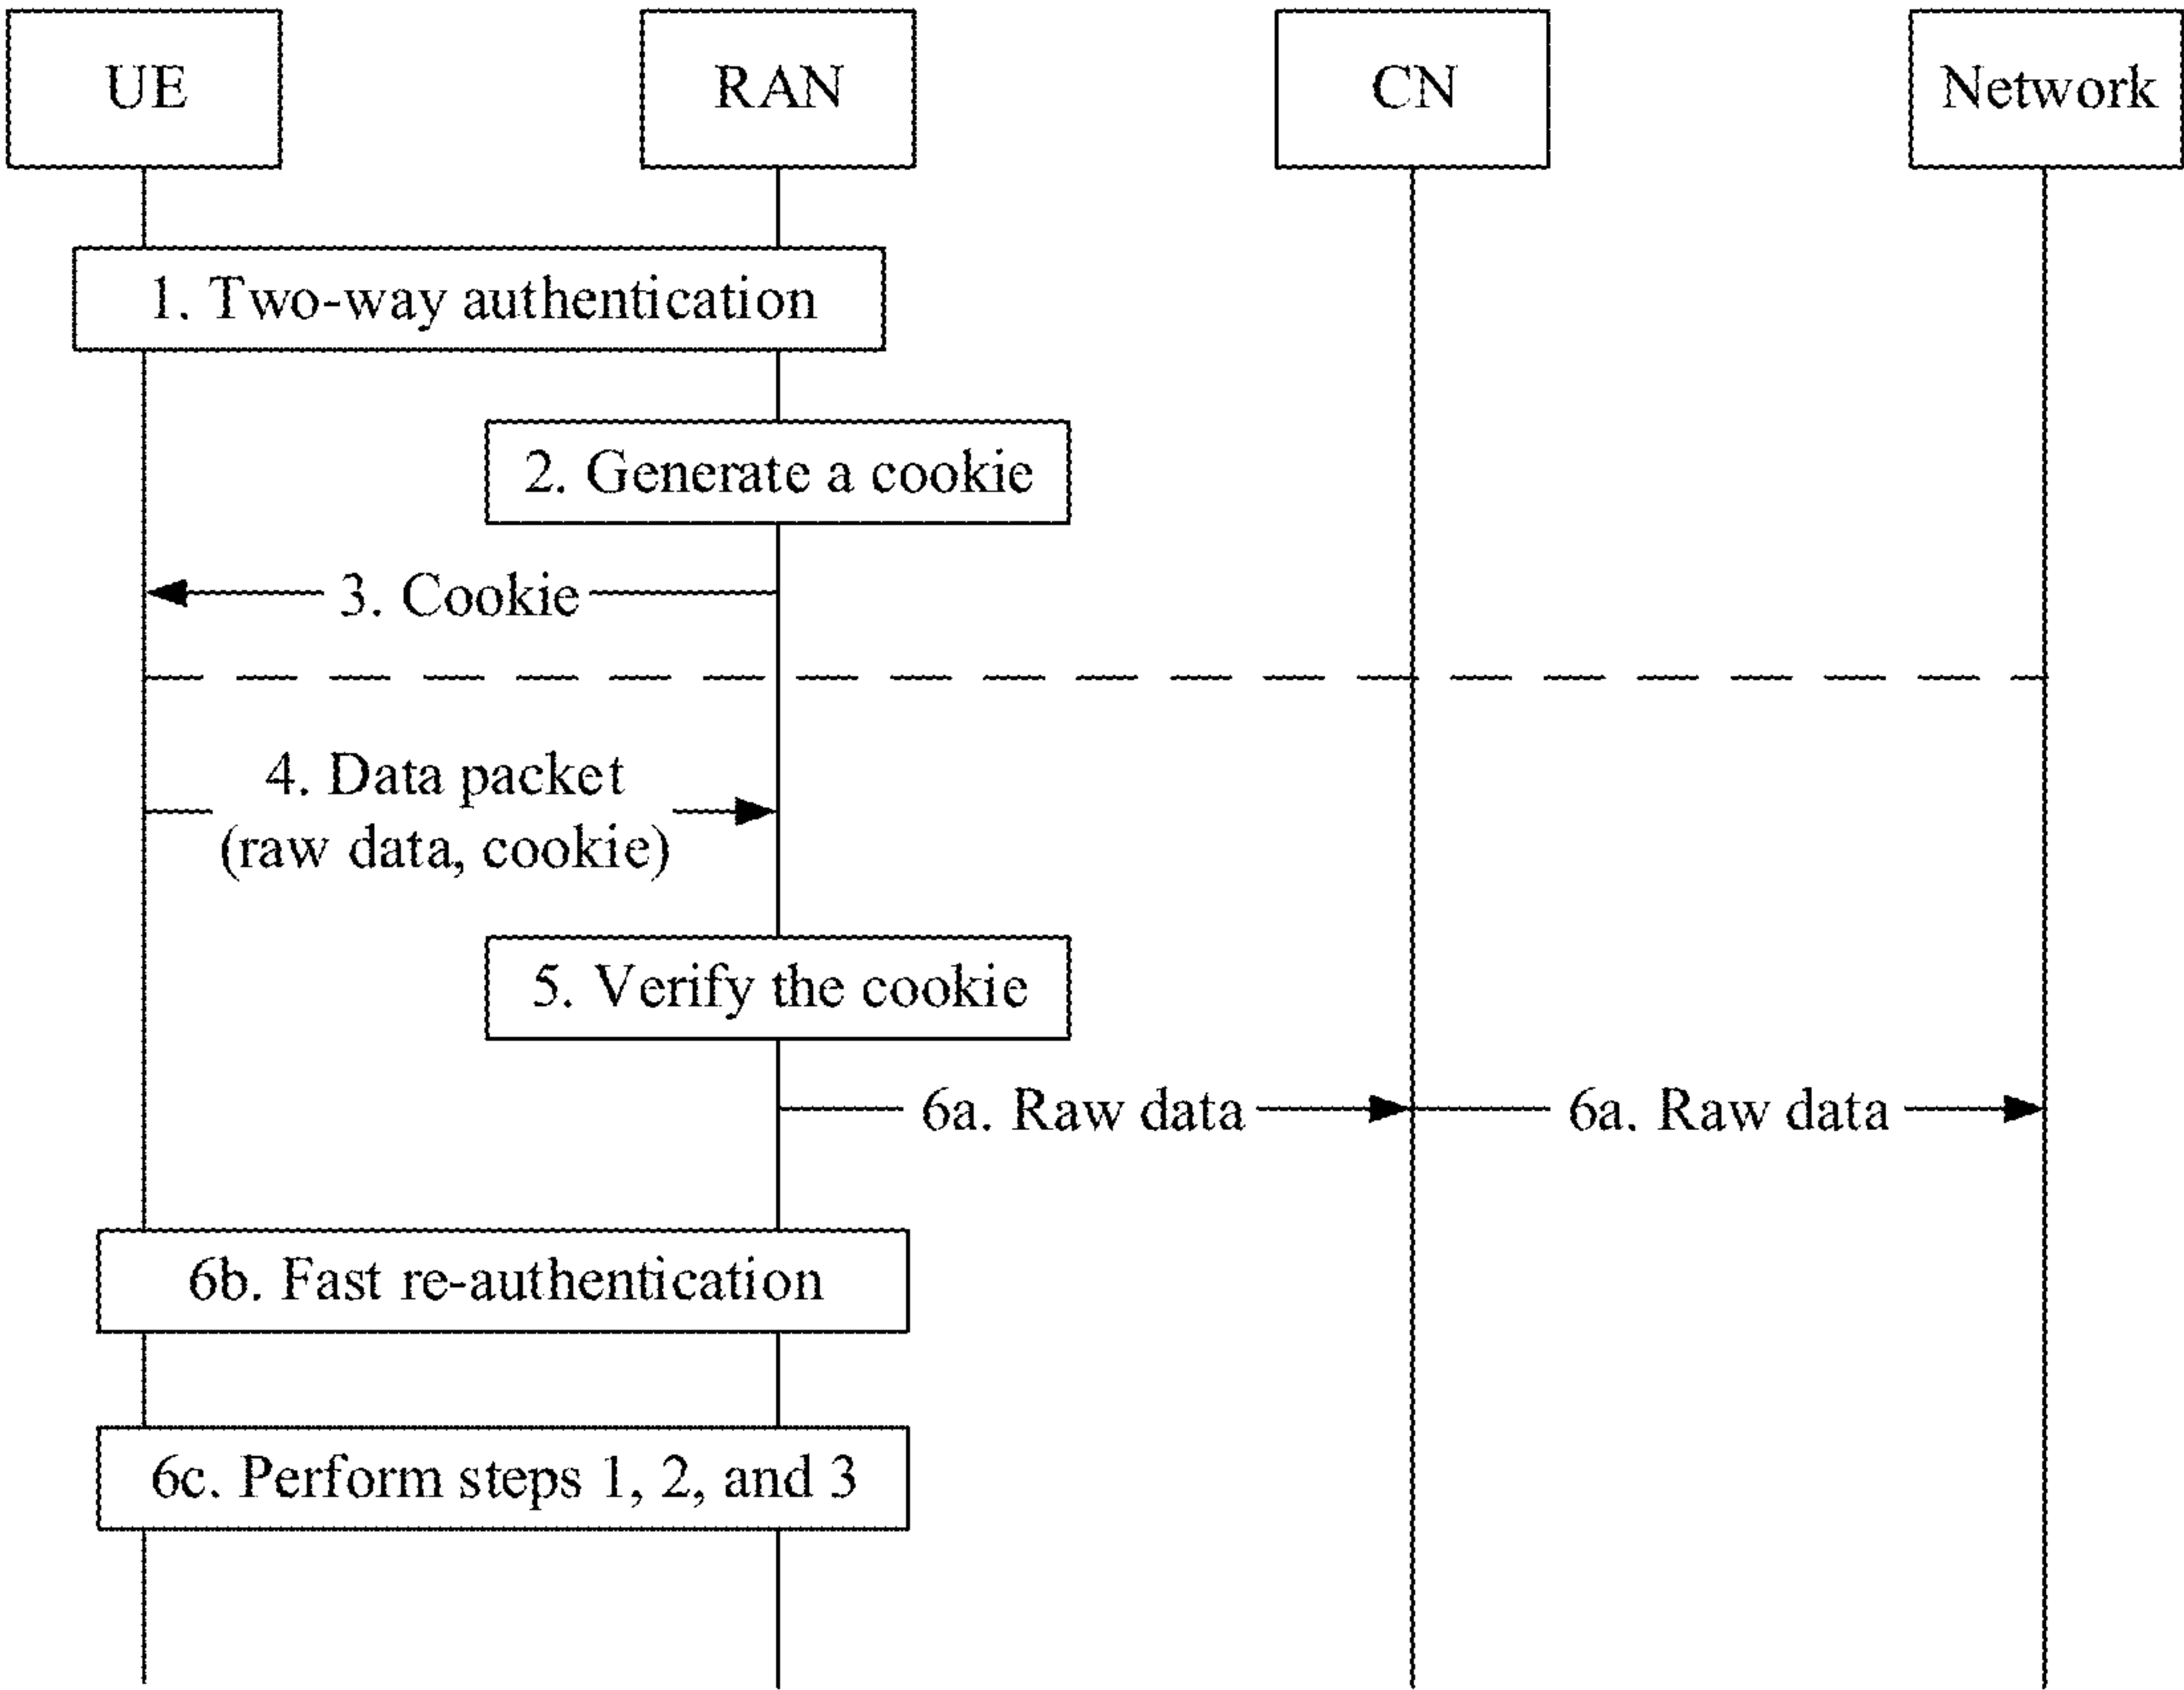 UE
RAN
CN
Network
1. Two-way authentication
2. Generate a cookie
3. Cookie
4. Data packet
(raw data, cookie)
5. Verify the cookie
6a. Raw data
6a. Raw data
6b. Fast re-authentication
6c. Perform steps 1, 2, and 3